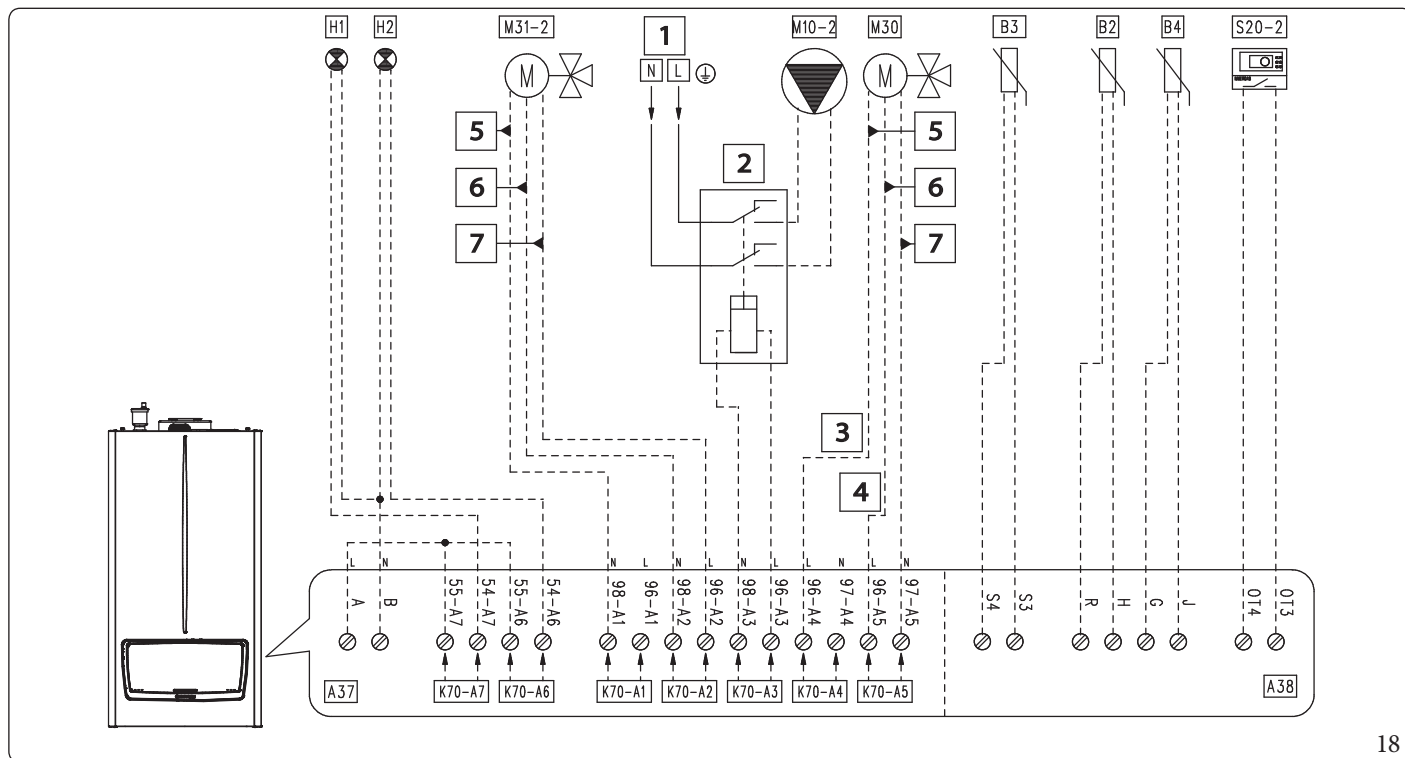 H1 H2 M31-2 1 M10-2 M30 B3 B2 B4 S20-2
N L
M M
5 5
2
6 6
7 7
3
4
L N N L N L N L L N L N
A B 55-A7 54-A7 55-A6 54-A6 98-A1 96-A1 98-A2 96-A2 98-A3 96-A3 96-A4 97-A4 96-A5 97-A5 S4 S3 R H G J OT4 OT3
A37 K70-A7 K70-A6 K70-A1 K70-A2 K70-A3 K70-A4 K70-A5 A38
18